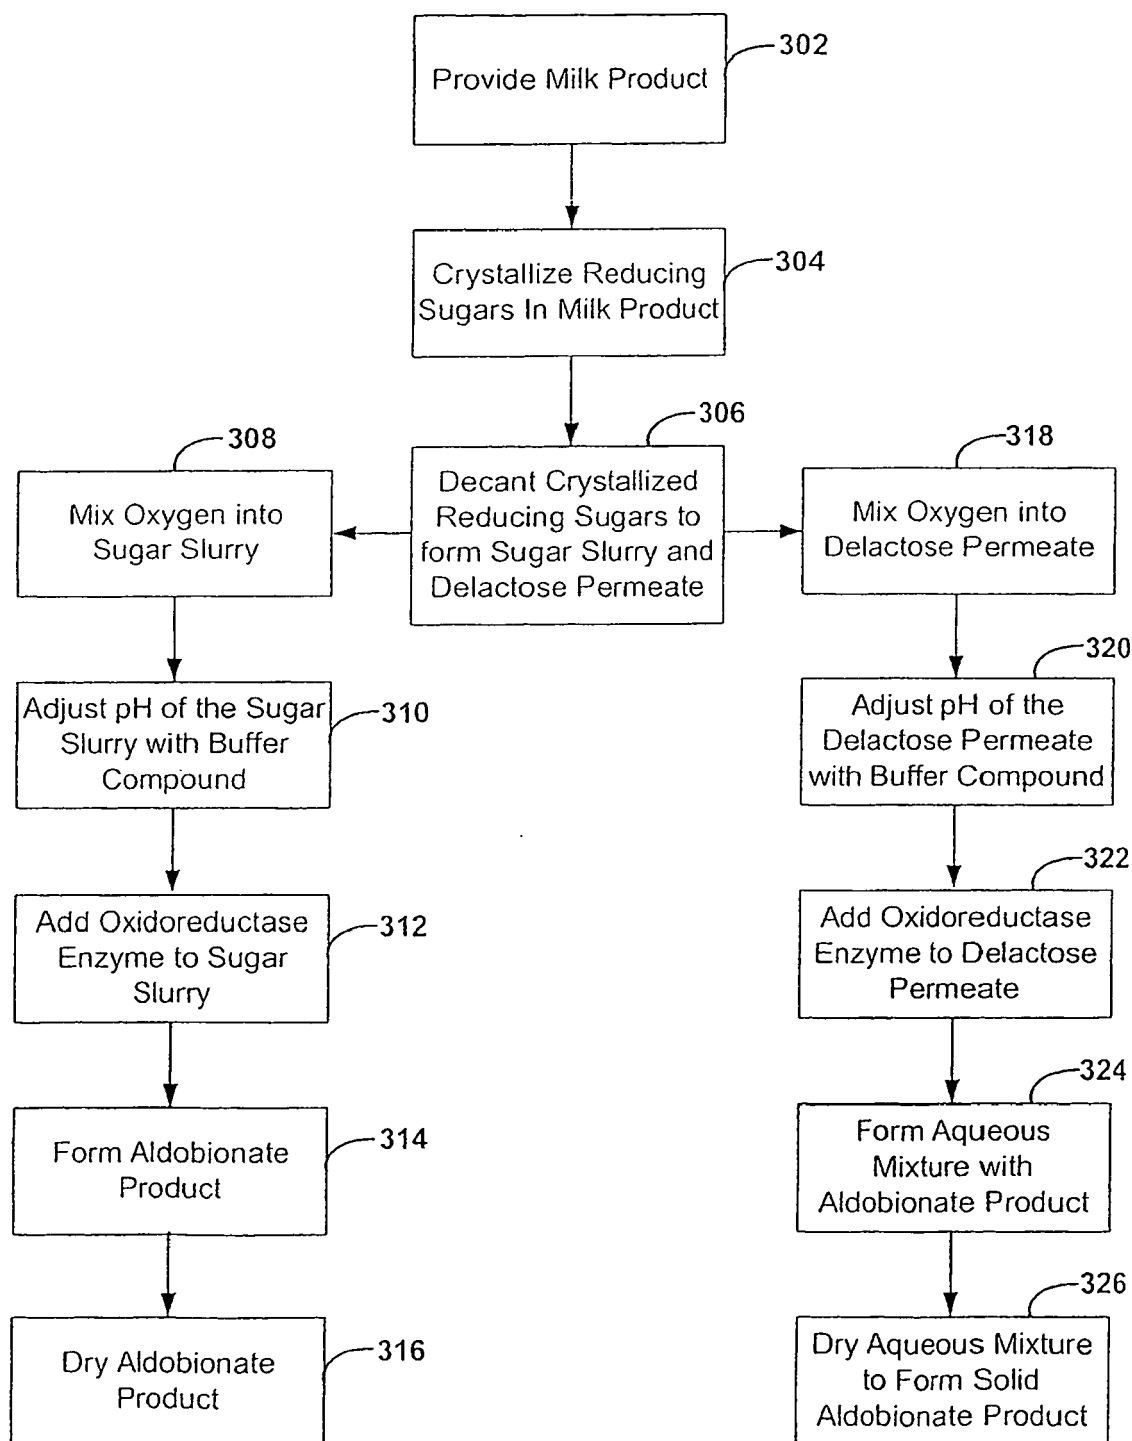 302
Provide Milk Product
304
Crystallize Reducing
Sugars In Milk Product
306
Decant Crystallized
Reducing Sugars to
form Sugar Slurry and
Delactose Permeate
308
Mix Oxygen into
Sugar Slurry
310
Adjust pH of the Sugar
Slurry with Buffer
Compound
312
Add Oxidoreductase
Enzyme to Sugar
Slurry
314
Form Aldobionate
Product
316
Dry Aldobionate
Product
318
Mix Oxygen into
Delactose Permeate
320
Adjust pH of the
Delactose Permeate
with Buffer Compound
322
Add Oxidoreductase
Enzyme to Delactose
Permeate
324
Form Aqueous
Mixture with
Aldobionate Product
326
Dry Aqueous Mixture
to Form Solid
Aldobionate Product